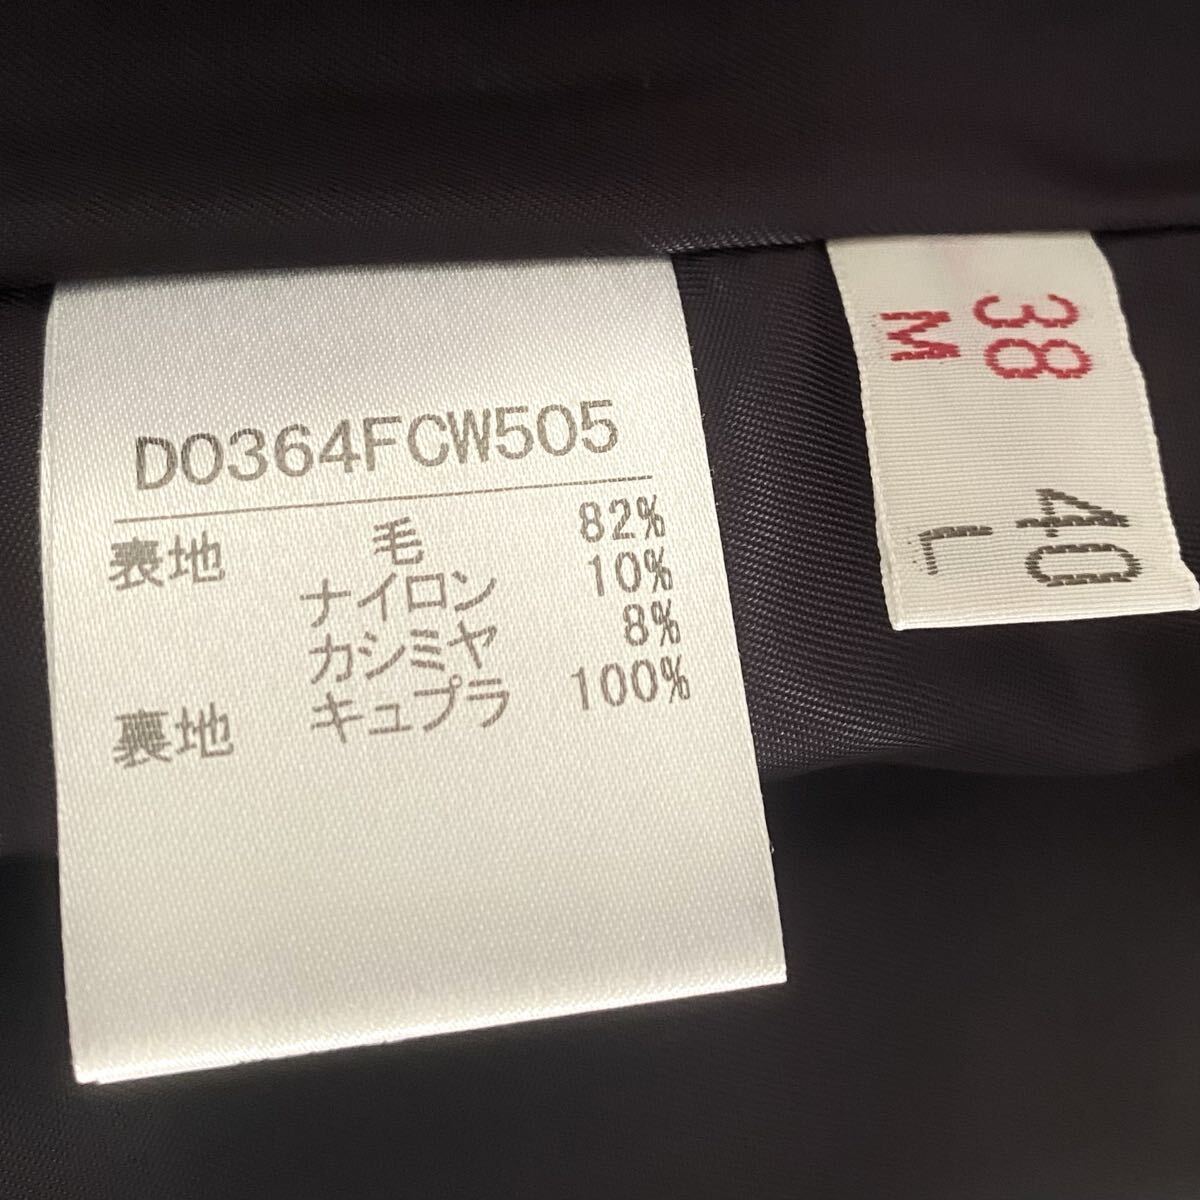 D0364FCW505
表地 毛 82%
ナイロン 10%
カシミヤ 8%
裏地 キュプラ 100%
38
M
40
L